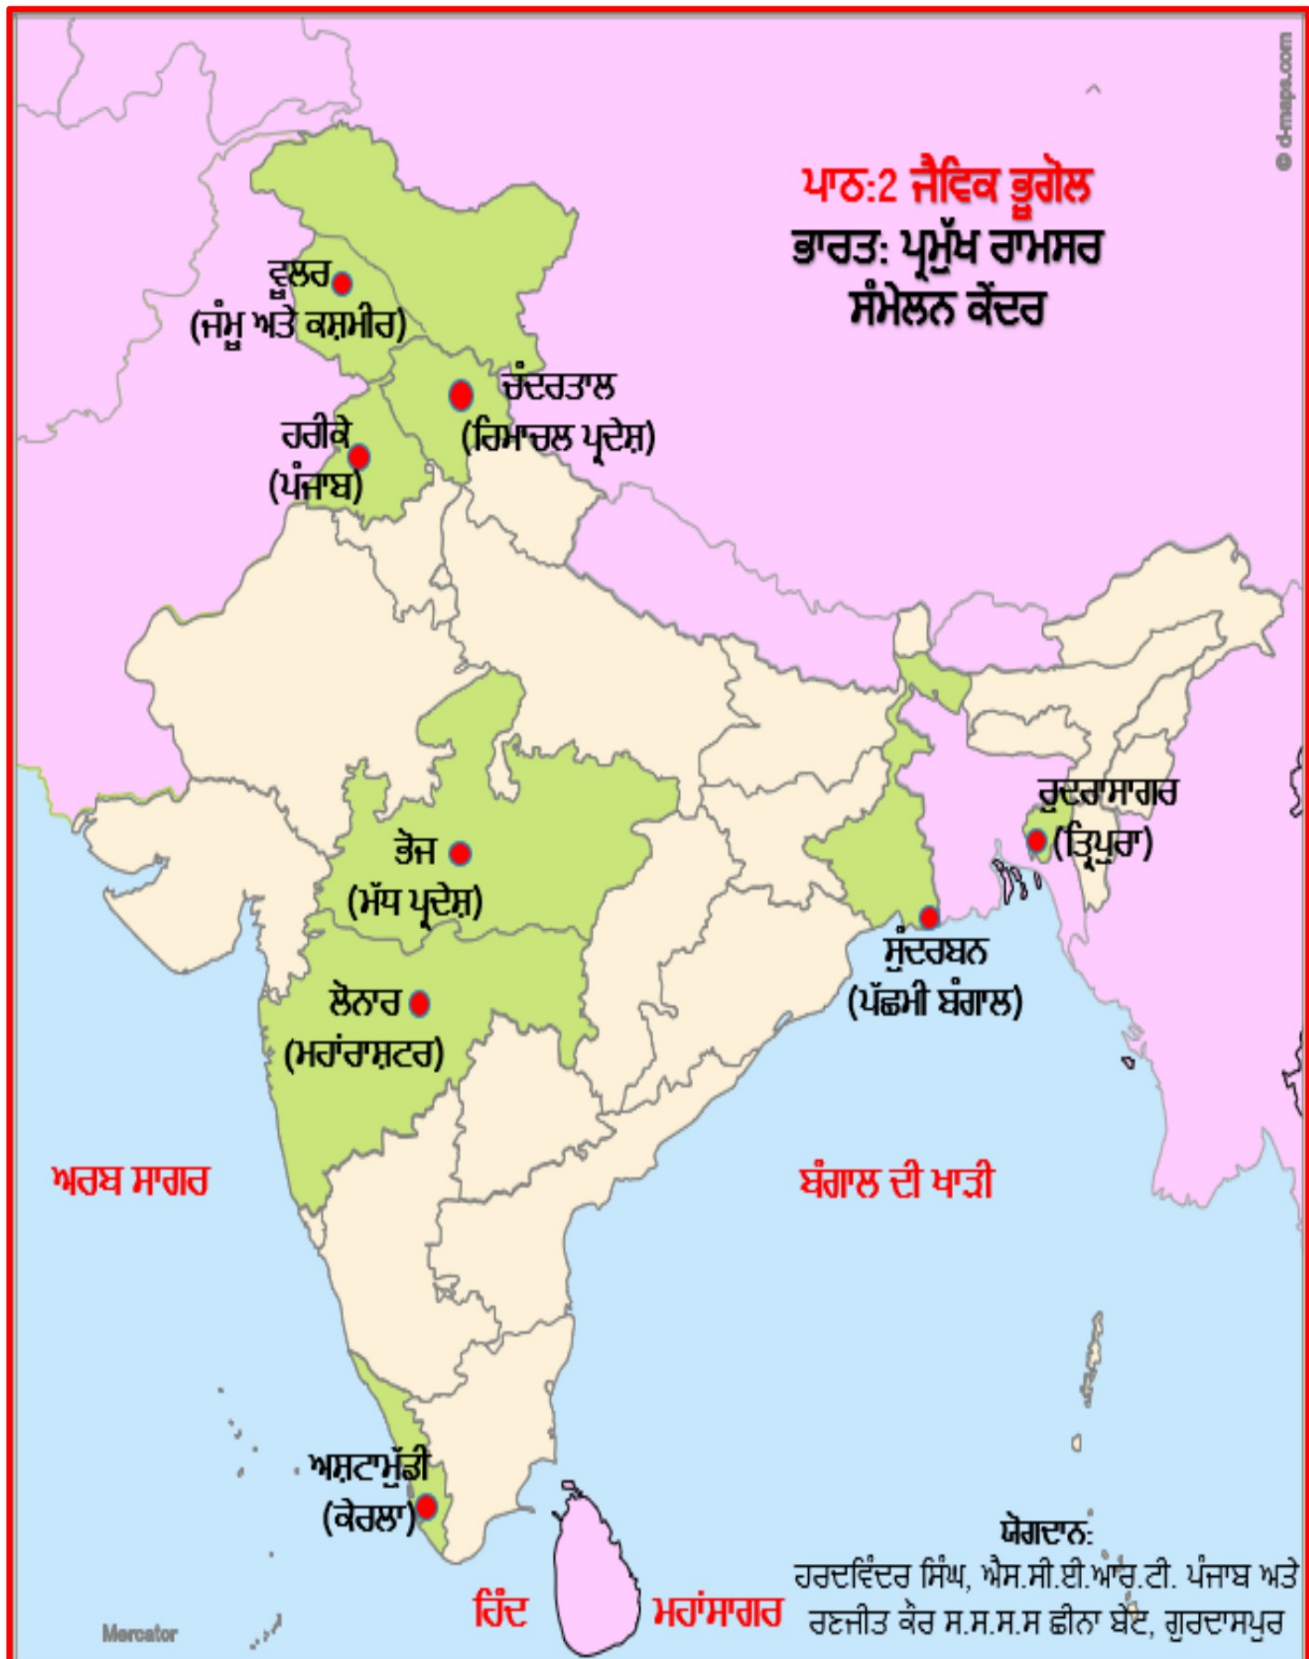 © d-maps.com
ਪਾਠ:2 ਜੈਵਿਕ ਭੂਗੋਲ
ਭਾਰਤ: ਪ੍ਰਮੁੱਖ ਰਾਮਸਰ
ਸੰਮੇਲਨ ਕੇਂਦਰ
ਵੂਲਰ
(ਜੰਮੂ ਅਤੇ ਕਸ਼ਮੀਰ)
ਚੰਦਰਤਾਲ
(ਹਿਮਾਚਲ ਪ੍ਰਦੇਸ਼)
ਹਰੀਕੇ
(ਪੰਜਾਬ)
ਰੁਦਰਾਸਾਗਰ
(ਤ੍ਰਿਪੁਰਾ)
ਭੋਜ
(ਮੱਧ ਪ੍ਰਦੇਸ਼)
ਸੁੰਦਰਬਨ
(ਪੱਛਮੀ ਬੰਗਾਲ)
ਲੋਨਾਰ
(ਮਹਾਂਰਾਸ਼ਟਰ)
ਅਰਬ ਸਾਗਰ
ਬੰਗਾਲ ਦੀ ਖਾੜੀ
ਅਸ਼ਟਾਮੁੱਡੀ
(ਕੇਰਲਾ)
ਹਿੰਦ ਮਹਾਂਸਾਗਰ
ਯੋਗਦਾਨ:
ਹਰਦਵਿੰਦਰ ਸਿੰਘ, ਐਸ.ਸੀ.ਈ.ਆਰ.ਟੀ. ਪੰਜਾਬ ਅਤੇ
ਰਣਜੀਤ ਕੌਰ ਸ.ਸ.ਸ.ਸ ਛੀਨਾ ਬੇਟ, ਗੁਰਦਾਸਪੁਰ
Mercator